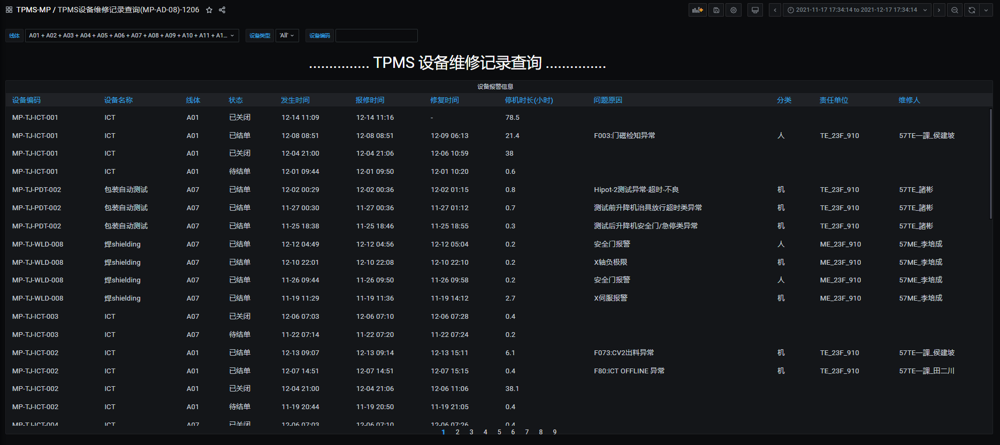 TPMS-MP / TPMS设备维修记录查询(MP-AD-08)-1206 2021-11-17 17:34:14 to 2021-12-17 17:34:14
线体 A01 + A02 + A03 + A04 + A05 + A06 + A07 + A08 + A09 + A10 + A11 + A1... 设备类型 'All' 设备编码
............... TPMS 设备维修记录查询 ...............
设备报警信息
设备编码 设备名称 线体 状态 发生时间 报修时间 修复时间 停机时长(小时) 问题原因 分类 责任单位 维修人
MP-TJ-ICT-001 ICT A01 已关闭 12-14 11:09 12-14 11:16 - 78.5
MP-TJ-ICT-001 ICT A01 已结单 12-08 08:51 12-08 08:51 12-09 06:13 21.4 F003:门磁检知异常 人 TE_23F_910 57TE一課_侯建坡
MP-TJ-ICT-001 ICT A01 已关闭 12-04 21:00 12-04 21:06 12-06 10:59 38
MP-TJ-ICT-001 ICT A01 待结单 12-01 09:44 12-01 09:50 12-01 10:20 0.6
MP-TJ-PDT-002 包装自动测试 A07 已结单 12-02 00:29 12-02 00:36 12-02 01:15 0.8 Hipot-2测试异常-超时-不良 机 TE_23F_910 57TE_諸彬
MP-TJ-PDT-002 包装自动测试 A07 已结单 11-27 00:30 11-27 00:36 11-27 01:12 0.7 测试前升降机治具放行超时类异常 机 TE_23F_910 57TE_諸彬
MP-TJ-PDT-002 包装自动测试 A07 已结单 11-25 18:38 11-25 18:46 11-25 18:55 0.3 测试后升降机安全门/急停类异常 机 TE_23F_910 57TE_諸彬
MP-TJ-WLD-008 焊shielding A07 已结单 12-12 04:49 12-12 04:56 12-12 05:04 0.2 安全门报警 人 ME_23F_910 57ME_李培成
MP-TJ-WLD-008 焊shielding A07 已结单 12-10 22:01 12-10 22:08 12-10 22:10 0.2 X轴负极限 机 ME_23F_910 57ME_李培成
MP-TJ-WLD-008 焊shielding A07 已结单 11-26 09:44 11-26 09:50 11-26 09:58 0.2 安全门报警 人 ME_23F_910 57ME_李培成
MP-TJ-WLD-008 焊shielding A07 已结单 11-19 11:29 11-19 11:36 11-19 14:12 2.7 X伺服报警 机 ME_23F_910 57ME_李培成
MP-TJ-ICT-003 ICT A07 已关闭 12-06 07:03 12-06 07:10 12-06 07:28 0.4
MP-TJ-ICT-003 ICT A07 待结单 11-22 07:14 11-22 07:20 11-22 07:24 0.2
MP-TJ-ICT-002 ICT A01 已结单 12-13 09:07 12-13 09:14 12-13 15:11 6.1 F073:CV2出料异常 机 TE_23F_910 57TE一課_侯建坡
MP-TJ-ICT-002 ICT A01 已结单 12-07 14:51 12-07 14:51 12-07 15:15 0.4 F80:ICT OFFLINE 异常 机 TE_23F_910 57TE一課_田二川
MP-TJ-ICT-002 ICT A01 已关闭 12-04 21:00 12-04 21:06 12-06 11:06 38.1
MP-TJ-ICT-002 ICT A01 待结单 11-19 20:44 11-19 20:50 11-19 21:05 0.4
MP-TJ-ICT-004 ICT A07 已关闭 12-06 07:03 12-06 07:10 12-06 07:26 0.4
1 2 3 4 5 6 7 8 9